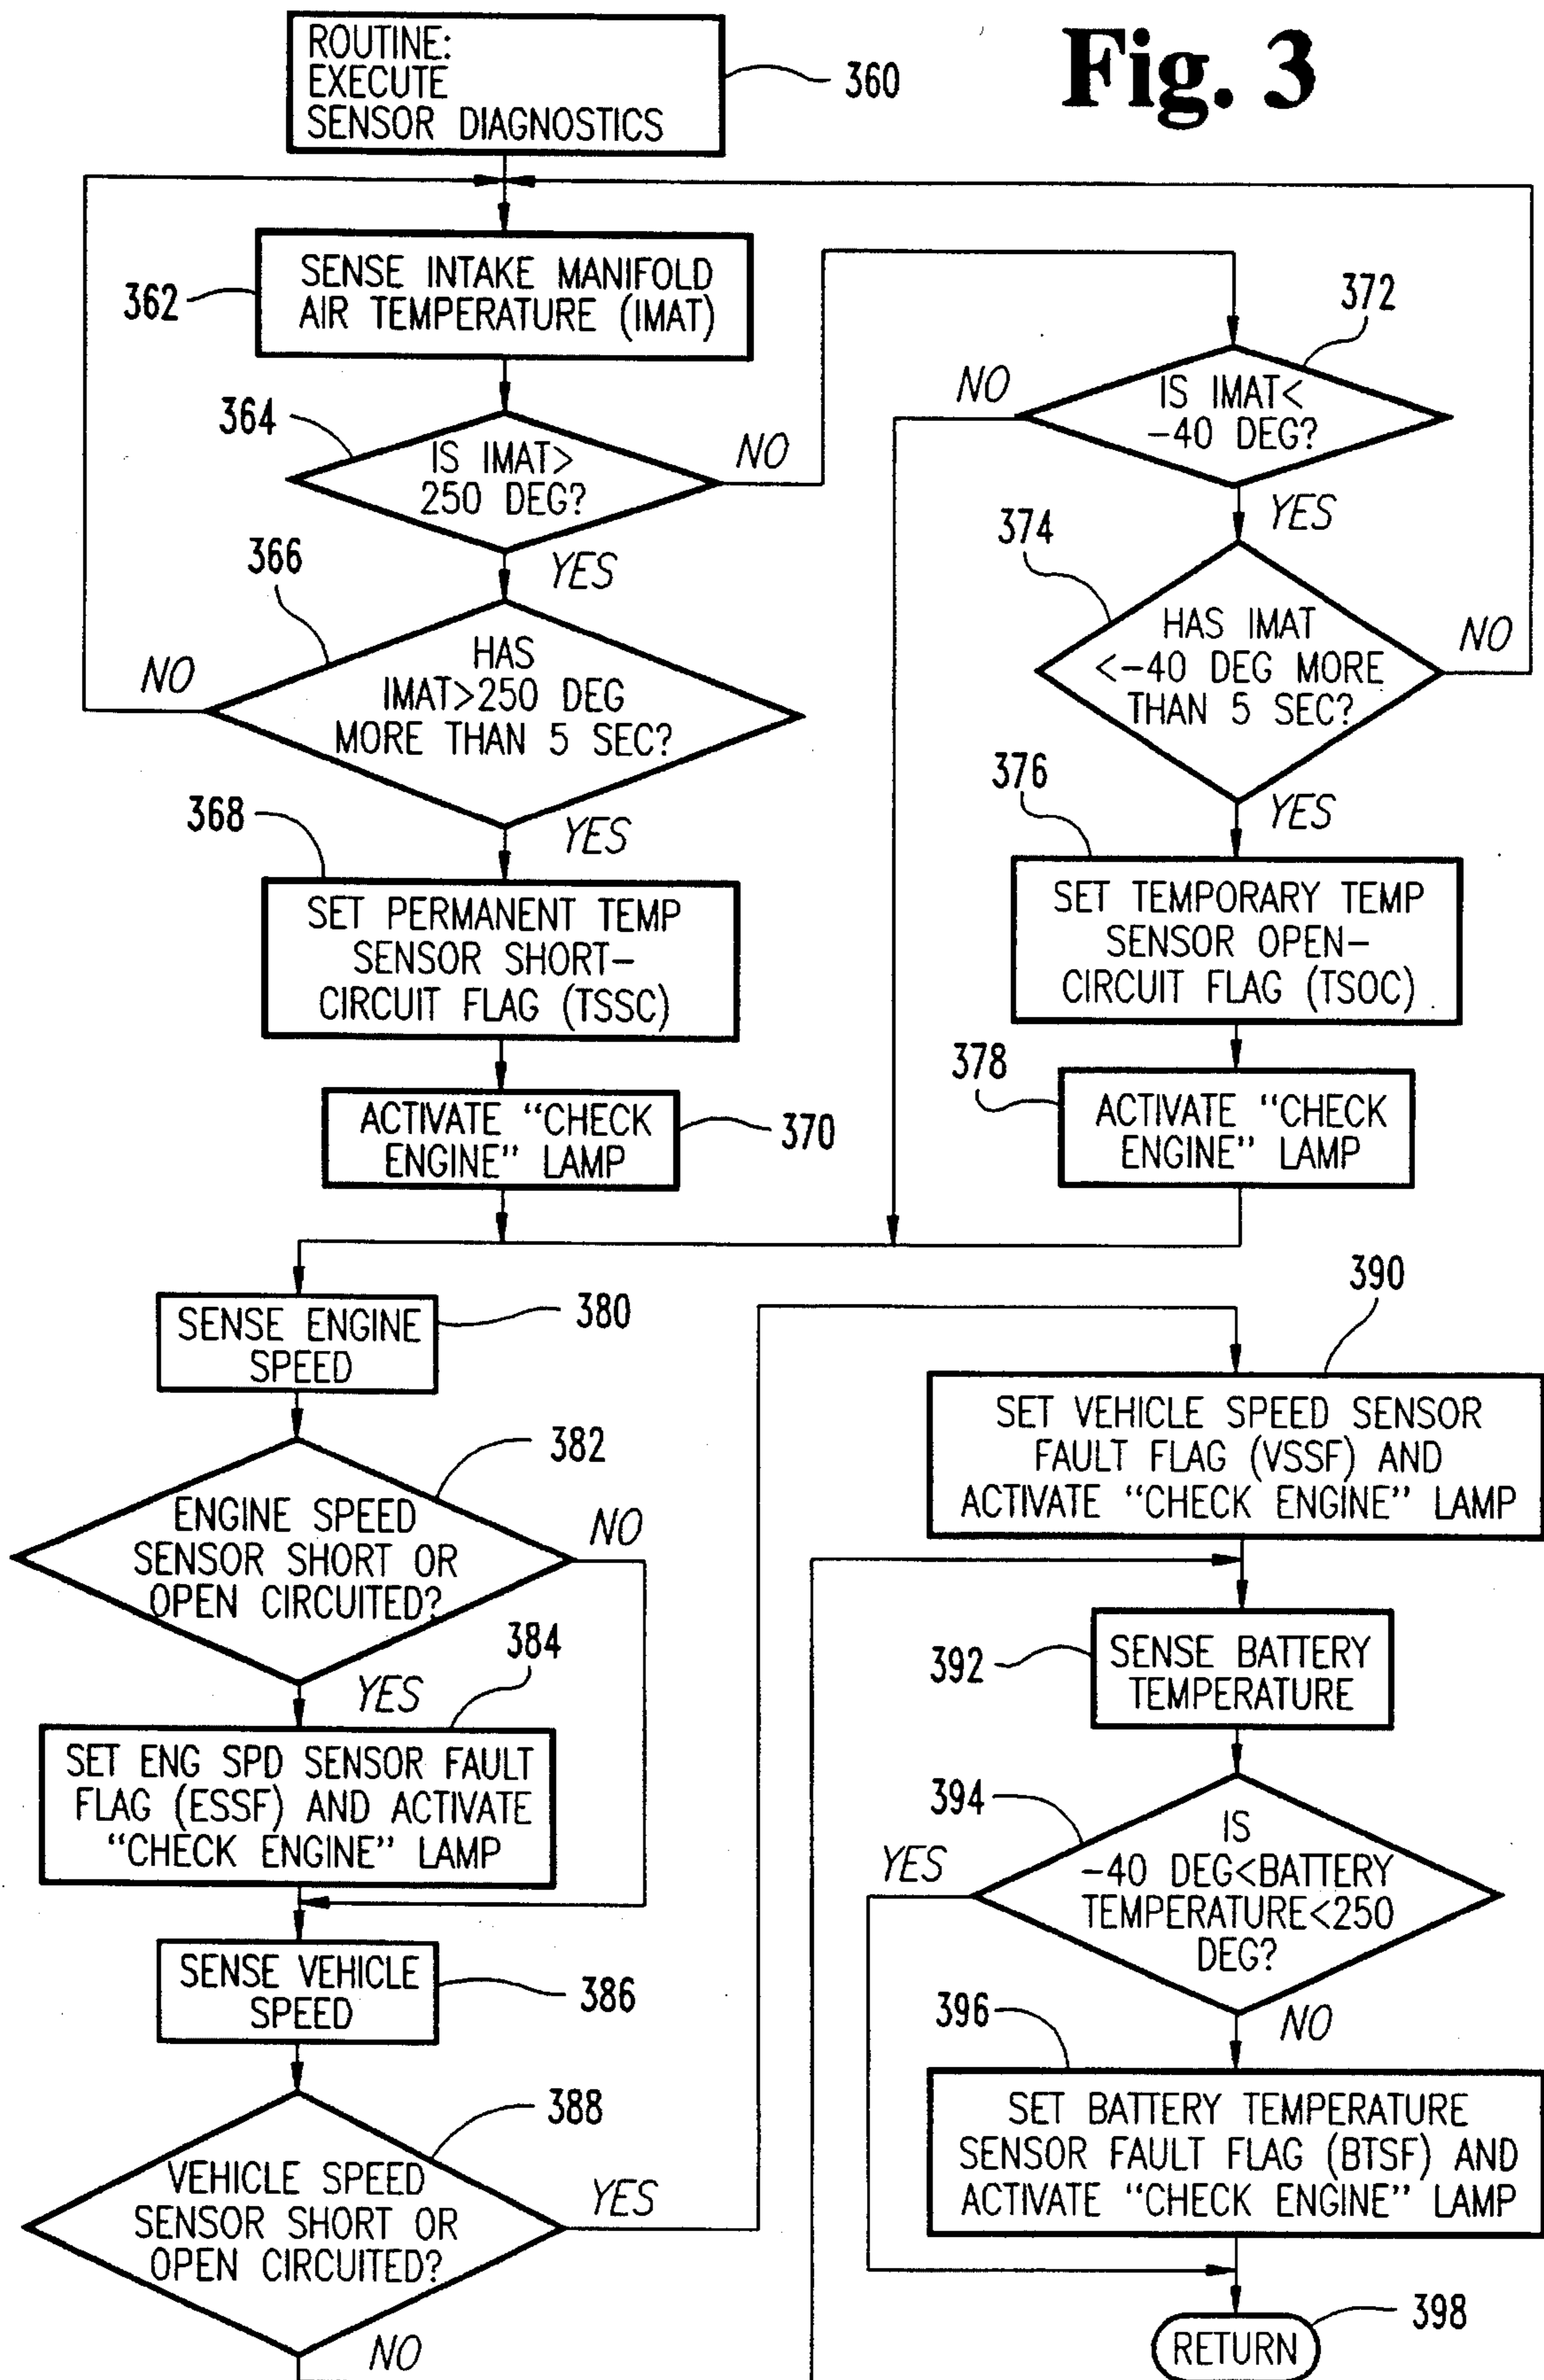 Fig. 3
ROUTINE:
EXECUTE
SENSOR DIAGNOSTICS
360
SENSE INTAKE MANIFOLD
AIR TEMPERATURE (IMAT)
362
364
IS IMAT>
250 DEG?
NO
YES
366
HAS
IMAT>250 DEG
MORE THAN 5 SEC?
NO
YES
368
SET PERMANENT TEMP
SENSOR SHORT-
CIRCUIT FLAG (TSSC)
ACTIVATE "CHECK
ENGINE" LAMP
370
372
IS IMAT<
-40 DEG?
NO
YES
374
HAS IMAT
<-40 DEG MORE
THAN 5 SEC?
NO
YES
376
SET TEMPORARY TEMP
SENSOR OPEN-
CIRCUIT FLAG (TSOC)
378
ACTIVATE "CHECK
ENGINE" LAMP
SENSE ENGINE
SPEED
380
382
ENGINE SPEED
SENSOR SHORT OR
OPEN CIRCUITED?
NO
YES
384
SET ENG SPD SENSOR FAULT
FLAG (ESSF) AND ACTIVATE
"CHECK ENGINE" LAMP
SENSE VEHICLE
SPEED
386
388
VEHICLE SPEED
SENSOR SHORT OR
OPEN CIRCUITED?
YES
NO
390
SET VEHICLE SPEED SENSOR
FAULT FLAG (VSSF) AND
ACTIVATE "CHECK ENGINE" LAMP
392
SENSE BATTERY
TEMPERATURE
394
IS
-40 DEG<BATTERY
TEMPERATURE<250
DEG?
YES
NO
396
SET BATTERY TEMPERATURE
SENSOR FAULT FLAG (BTSF) AND
ACTIVATE "CHECK ENGINE" LAMP
RETURN
398